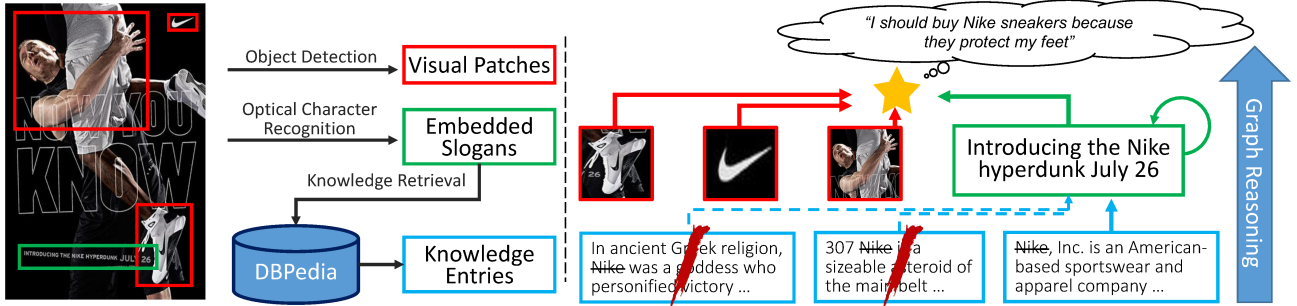 NOW YOU
KNOW
INTRODUCING THE NIKE HYPERDUNK JULY 26
Object Detection
Visual Patches
Optical Character
Recognition
Embedded
Slogans
Knowledge Retrieval
DBPedia
Knowledge
Entries
“I should buy Nike sneakers because
they protect my feet”
26
Introducing the Nike
hyperdunk July 26
In ancient Greek religion,
Nike was a goddess who
personified victory ...
307 Nike is a
sizeable asteroid of
the main belt ...
Nike, Inc. is an American-
based sportswear and
apparel company ...
Graph Reasoning